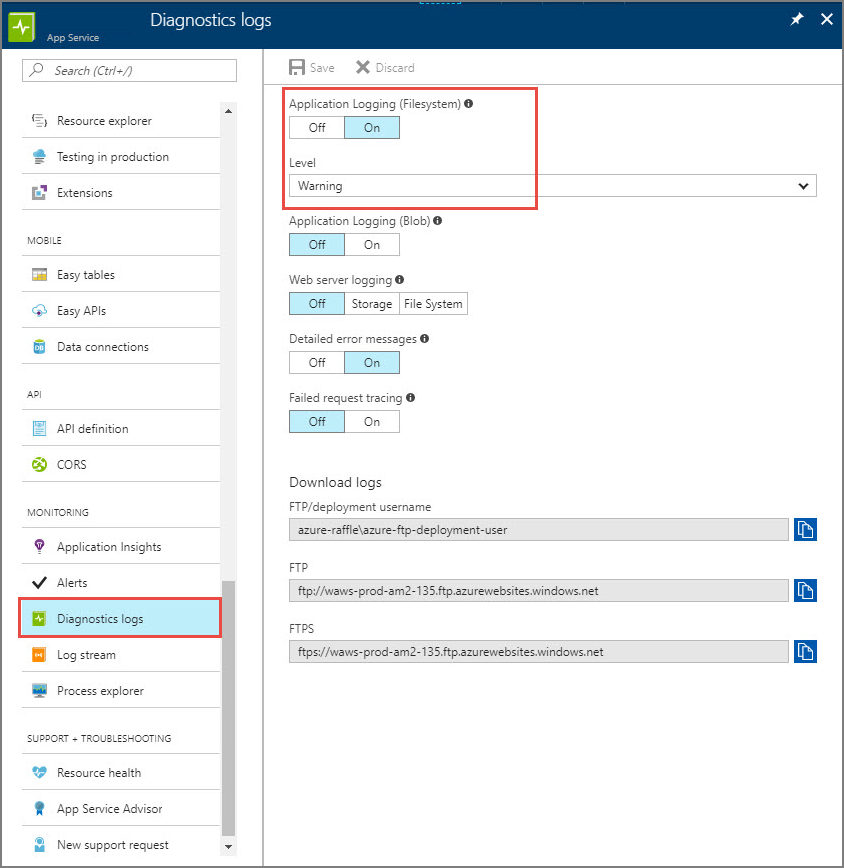 Diagnostics logs
App Service
Search (Ctrl+/)
Resource explorer
Testing in production
Extensions
MOBILE
Easy tables
Easy APIs
Data connections
API
API definition
CORS
MONITORING
Application Insights
Alerts
Diagnostics logs
Log stream
Process explorer
SUPPORT + TROUBLESHOOTING
Resource health
App Service Advisor
New support request
Save Discard
Application Logging (Filesystem)
Off On
Level
Warning
Application Logging (Blob)
Off On
Web server logging
Off Storage File System
Detailed error messages
Off On
Failed request tracing
Off On
Download logs
FTP/deployment username
azure-raffle\azure-ftp-deployment-user
FTP
ftp://waws-prod-am2-135.ftp.azurewebsites.windows.net
FTPS
ftps://waws-prod-am2-135.ftp.azurewebsites.windows.net